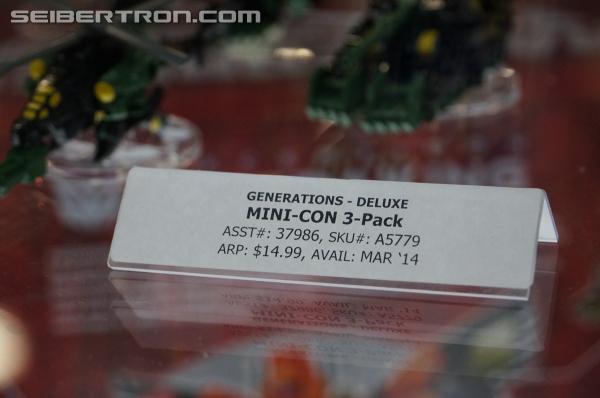 SEIBERTRON.COM
GENERATIONS - DELUXE
MINI-CON 3-Pack
ASST#: 37986, SKU#: A5779
ARP: $14.99, AVAIL: MAR ‘14